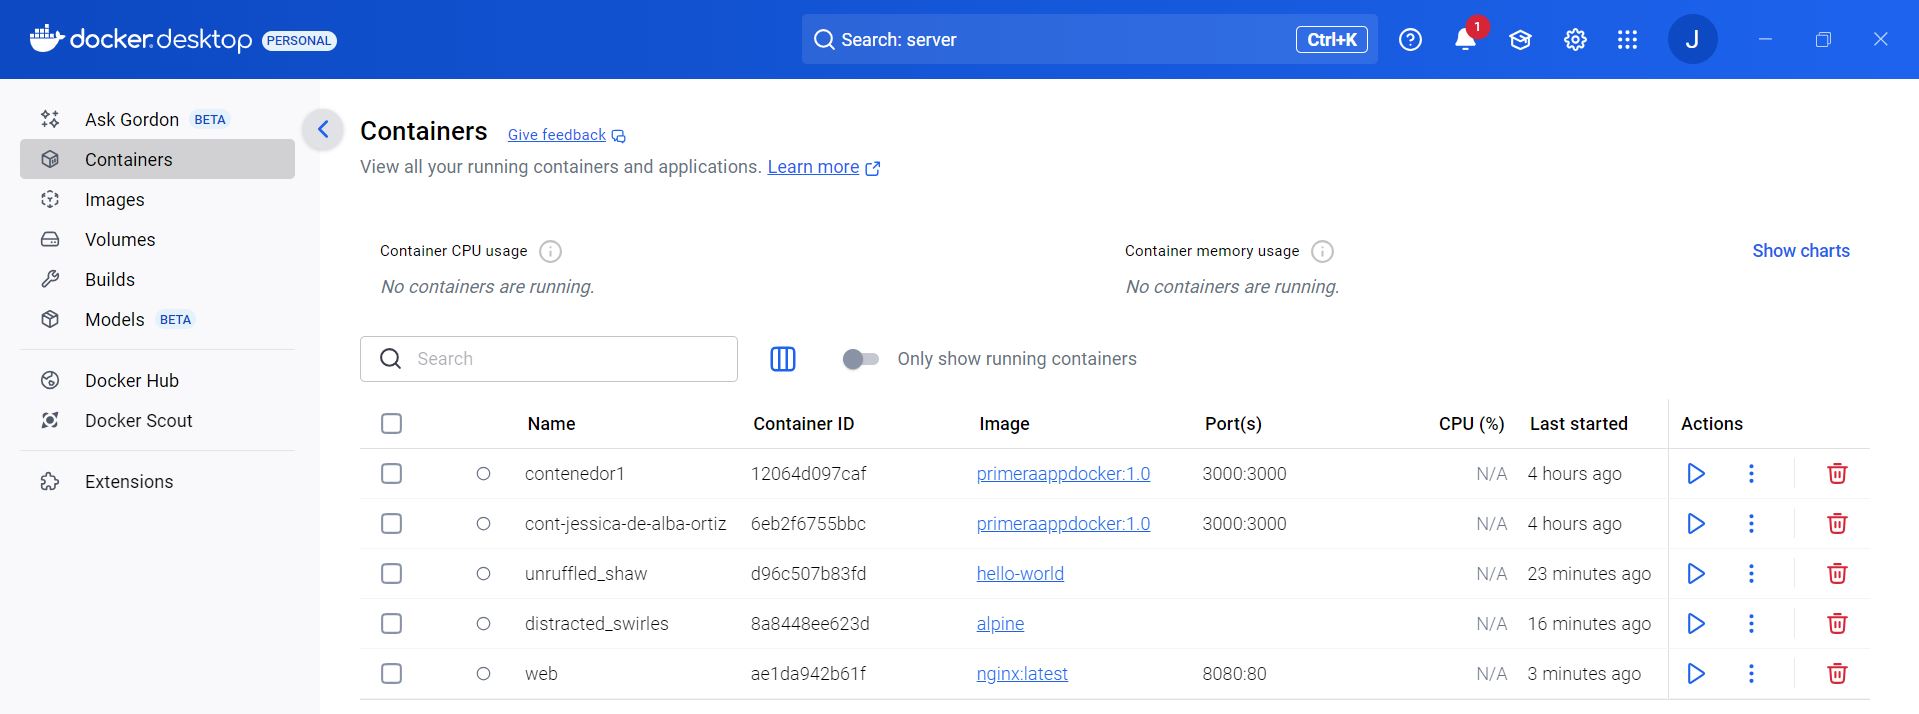 docker.desktop PERSONAL Search: server Ctrl+K 1 J
Ask Gordon BETA
Containers
Images
Volumes
Builds
Models BETA
Docker Hub
Docker Scout
Extensions
Containers Give feedback
View all your running containers and applications. Learn more
Container CPU usage
No containers are running.
Container memory usage
No containers are running.
Show charts
Search
Only show running containers
Name Container ID Image Port(s) CPU (%) Last started Actions
contenedor1 12064d097caf primeraappdocker:1.0 3000:3000 N/A 4 hours ago
cont-jessica-de-alba-ortiz 6eb2f6755bbc primeraappdocker:1.0 3000:3000 N/A 4 hours ago
unruffled_shaw d96c507b83fd hello-world N/A 23 minutes ago
distracted_swirles 8a8448ee623d alpine N/A 16 minutes ago
web ae1da942b61f nginx:latest 8080:80 N/A 3 minutes ago